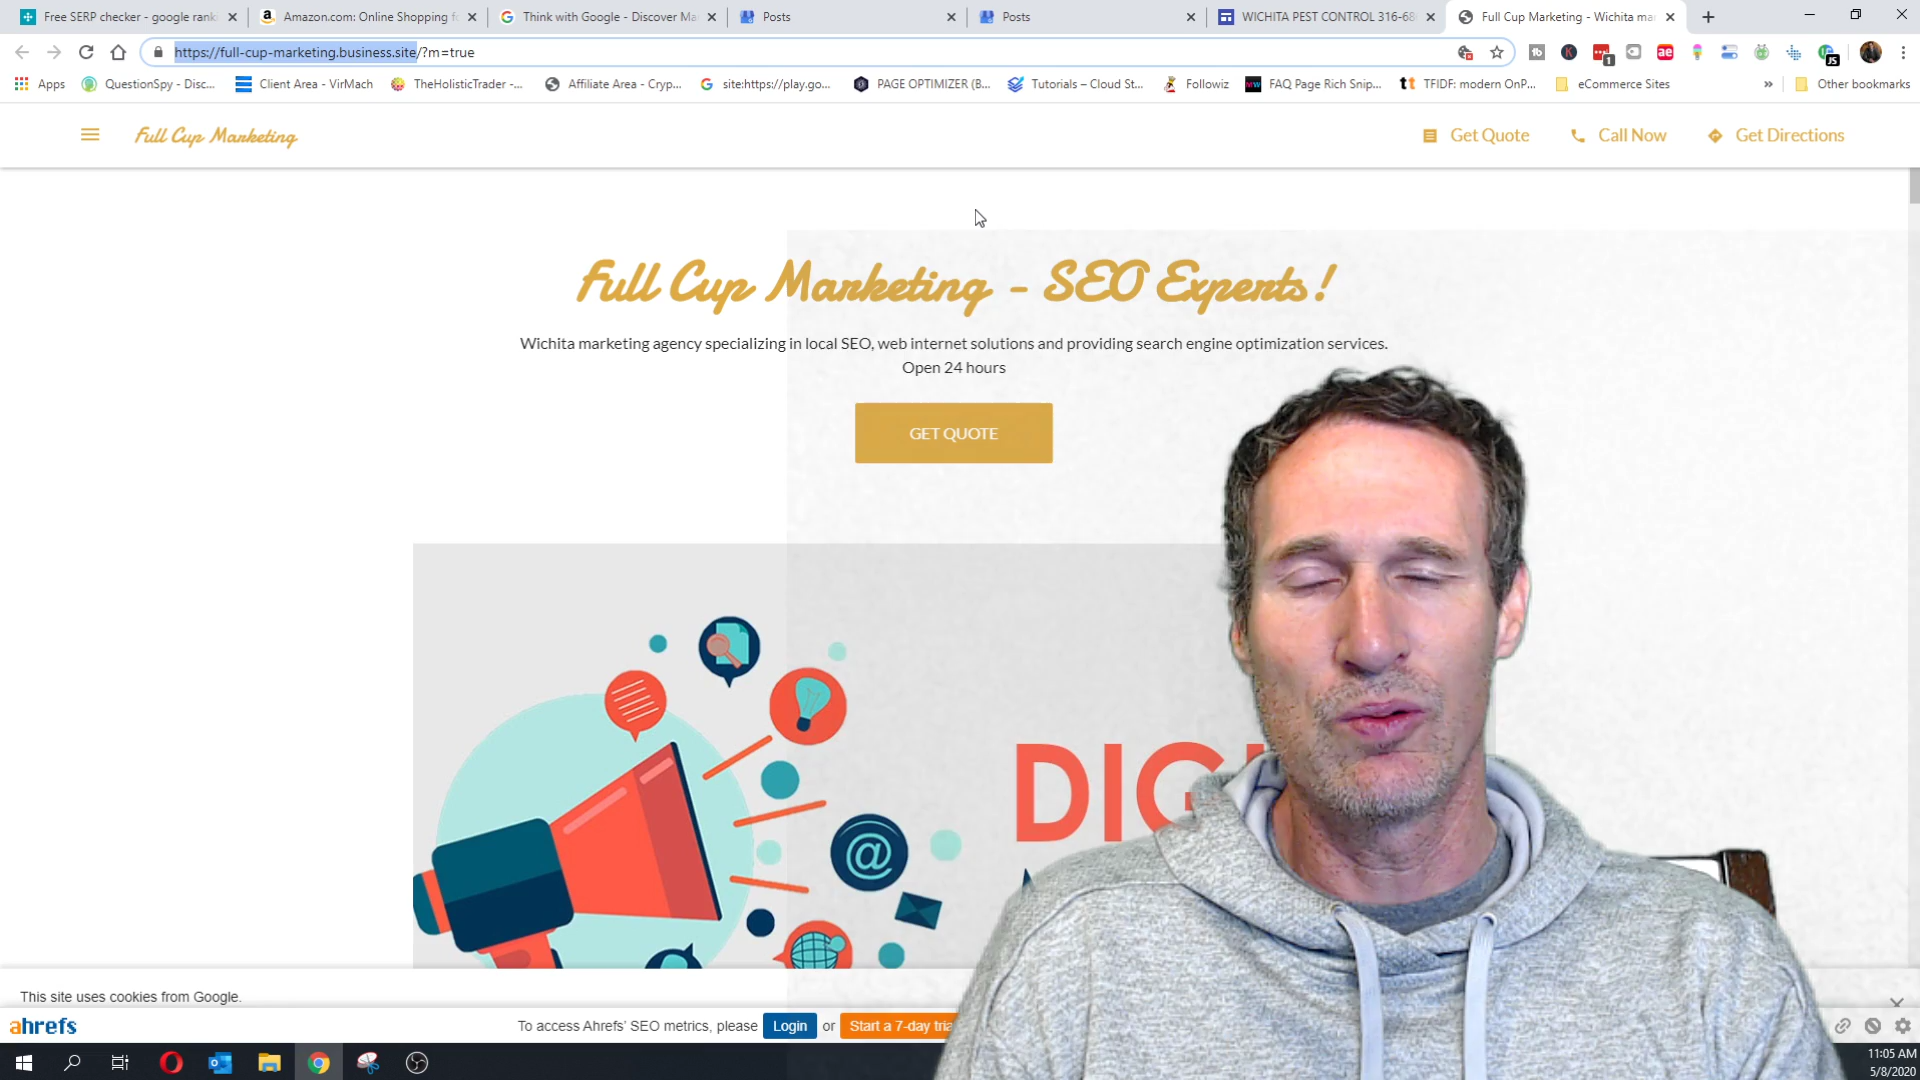 Free SERP checker - google rank
Amazon.com: Online Shopping f
Think with Google - Discover Ma
Posts
Posts
WICHITA PEST CONTROL 316-68
Full Cup Marketing - Wichita ma
https://full-cup-marketing.business.site/?m=true
Apps
QuestionSpy - Disc...
Client Area - VirMach
TheHolisticTrader -...
Affiliate Area - Cryp...
site:https://play.go...
PAGE OPTIMIZER (B...
Tutorials – Cloud St...
Followiz
FAQ Page Rich Snip...
TFIDF: modern OnP...
eCommerce Sites
»
Other bookmarks
Full Cup Marketing
Get Quote
Call Now
Get Directions
Full Cup Marketing - SEO Experts!
Wichita marketing agency specializing in local SEO, web internet solutions and providing search engine optimization services.
Open 24 hours
GET QUOTE
DIG
This site uses cookies from Google.
ahrefs
To access Ahrefs' SEO metrics, please
Login
or
Start a 7-day tria
11:05 AM
5/8/2020